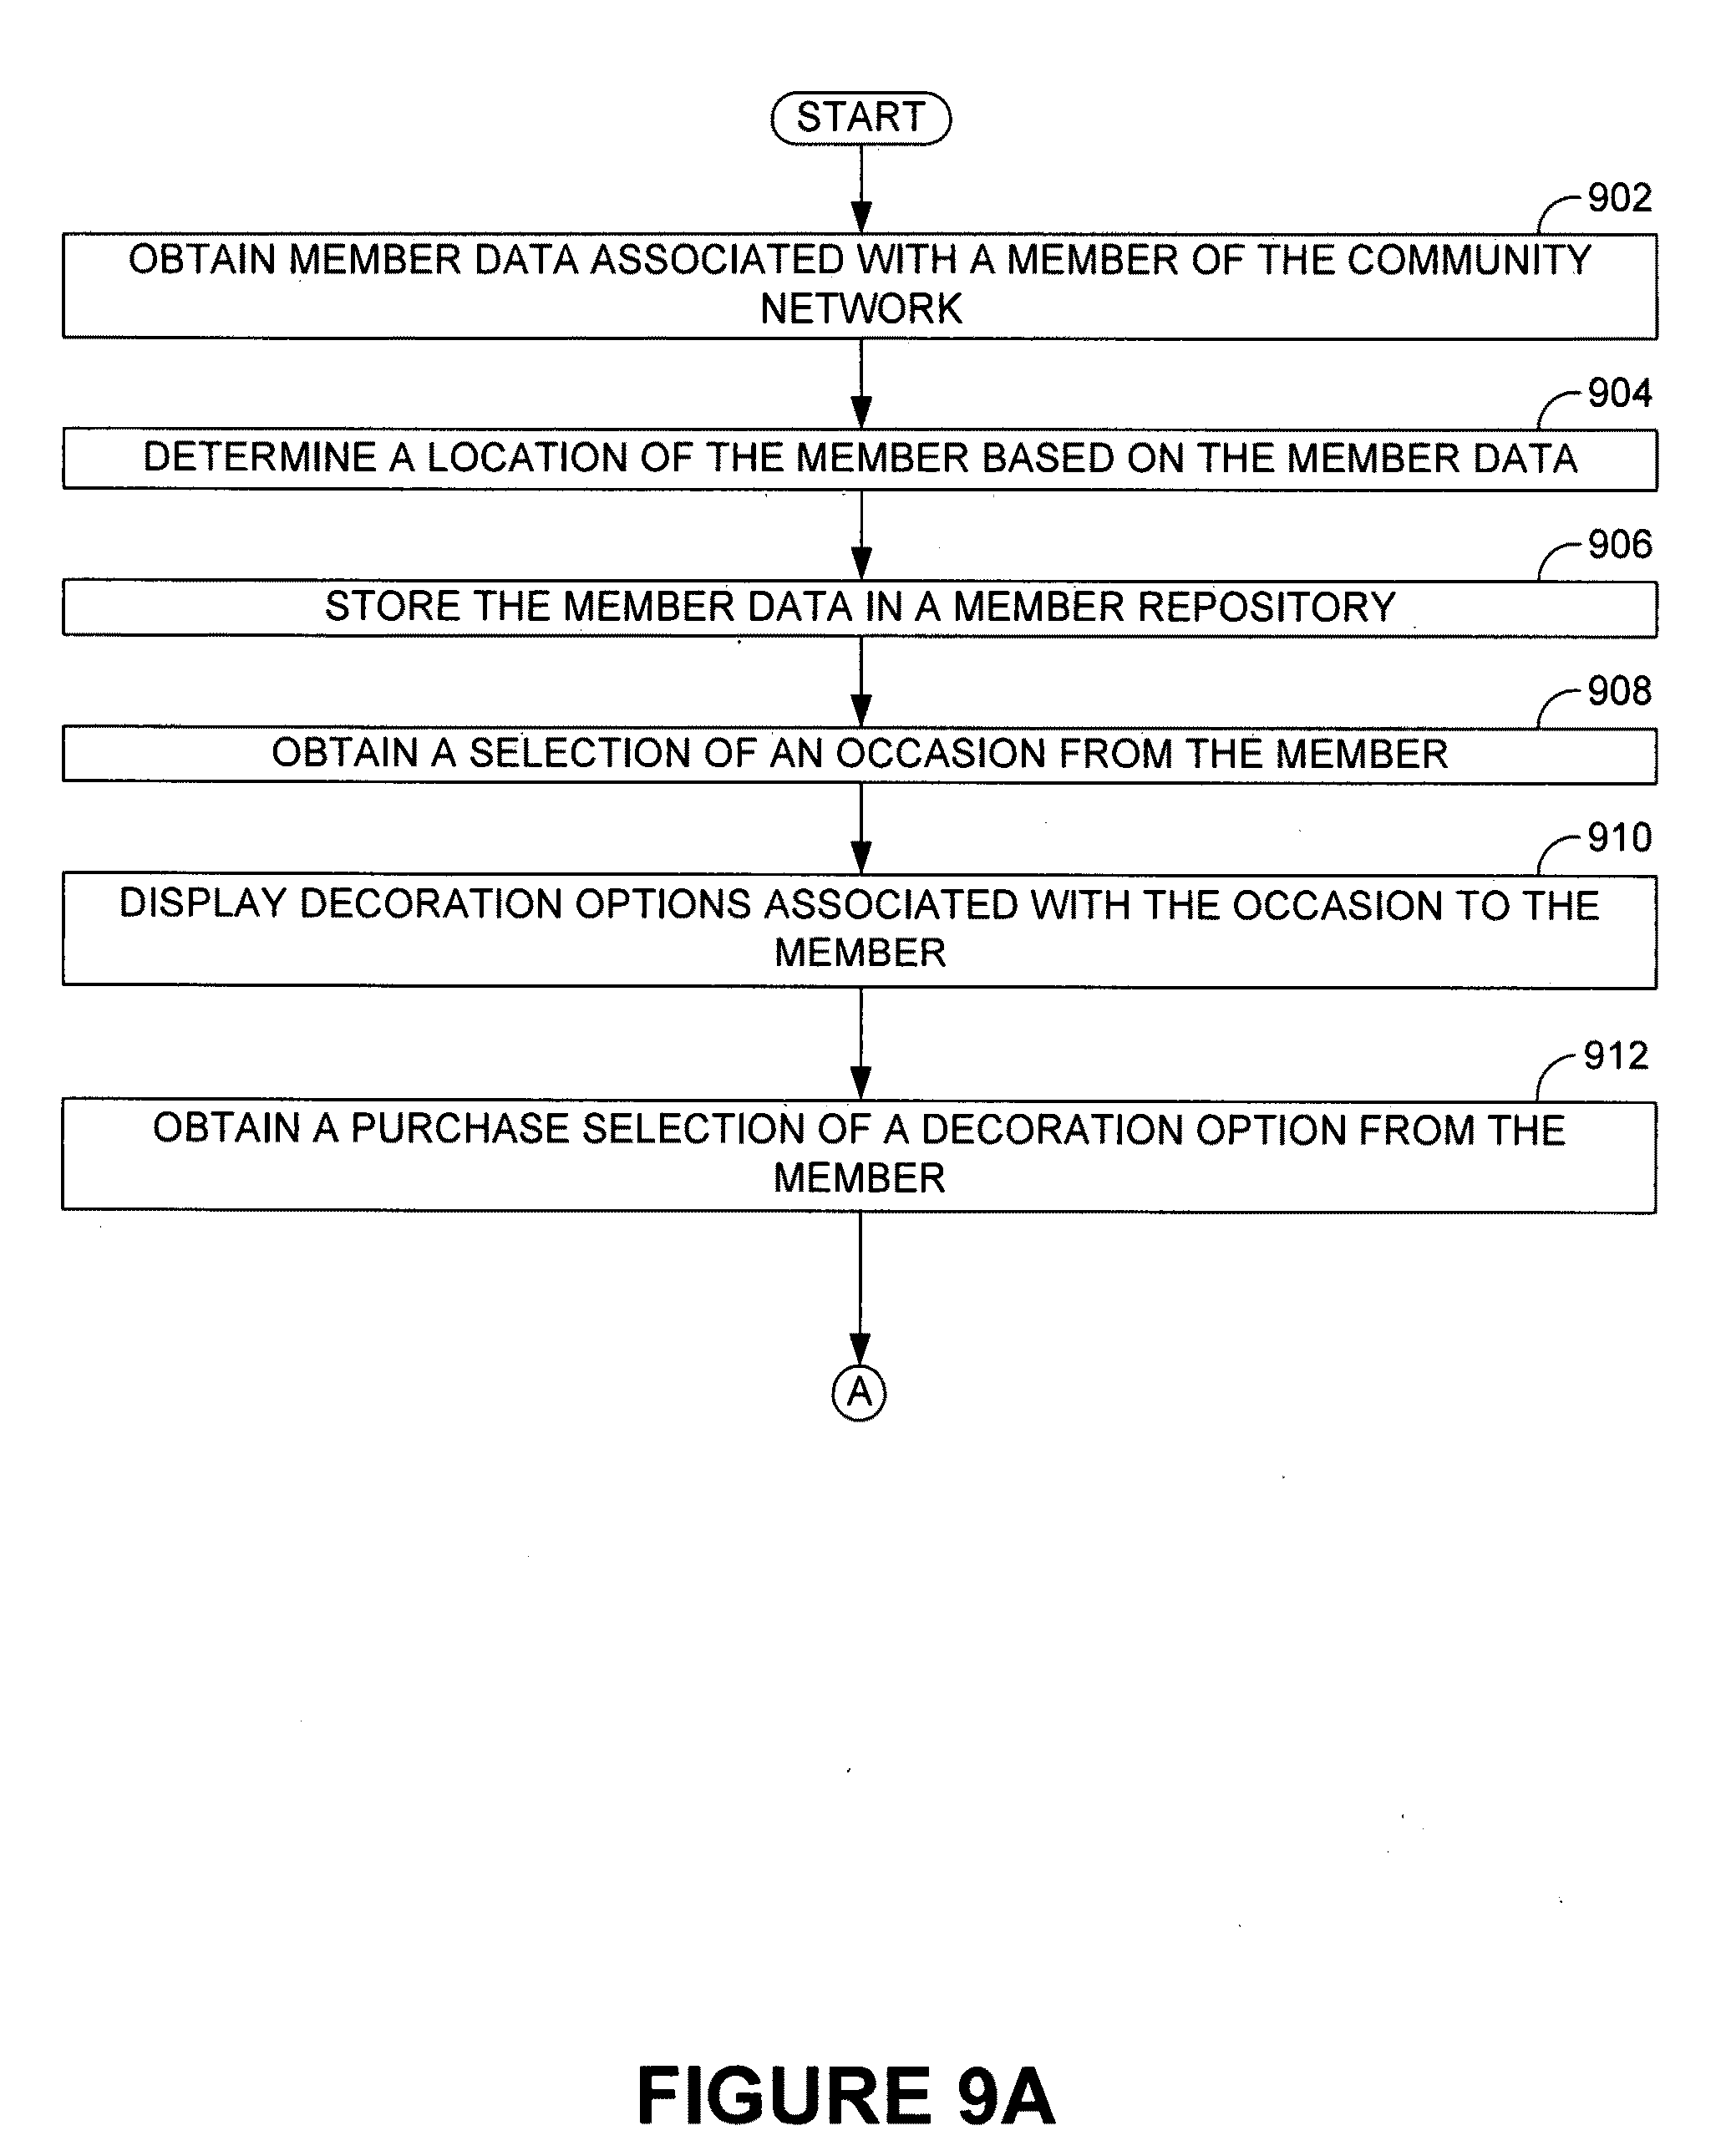 START
902
OBTAIN MEMBER DATA ASSOCIATED WITH A MEMBER OF THE COMMUNITY
NETWORK
904
DETERMINE A LOCATION OF THE MEMBER BASED ON THE MEMBER DATA
906
STORE THE MEMBER DATA IN A MEMBER REPOSITORY
908
OBTAIN A SELECTION OF AN OCCASION FROM THE MEMBER
910
DISPLAY DECORATION OPTIONS ASSOCIATED WITH THE OCCASION TO THE
MEMBER
912
OBTAIN A PURCHASE SELECTION OF A DECORATION OPTION FROM THE
MEMBER
A
FIGURE 9A